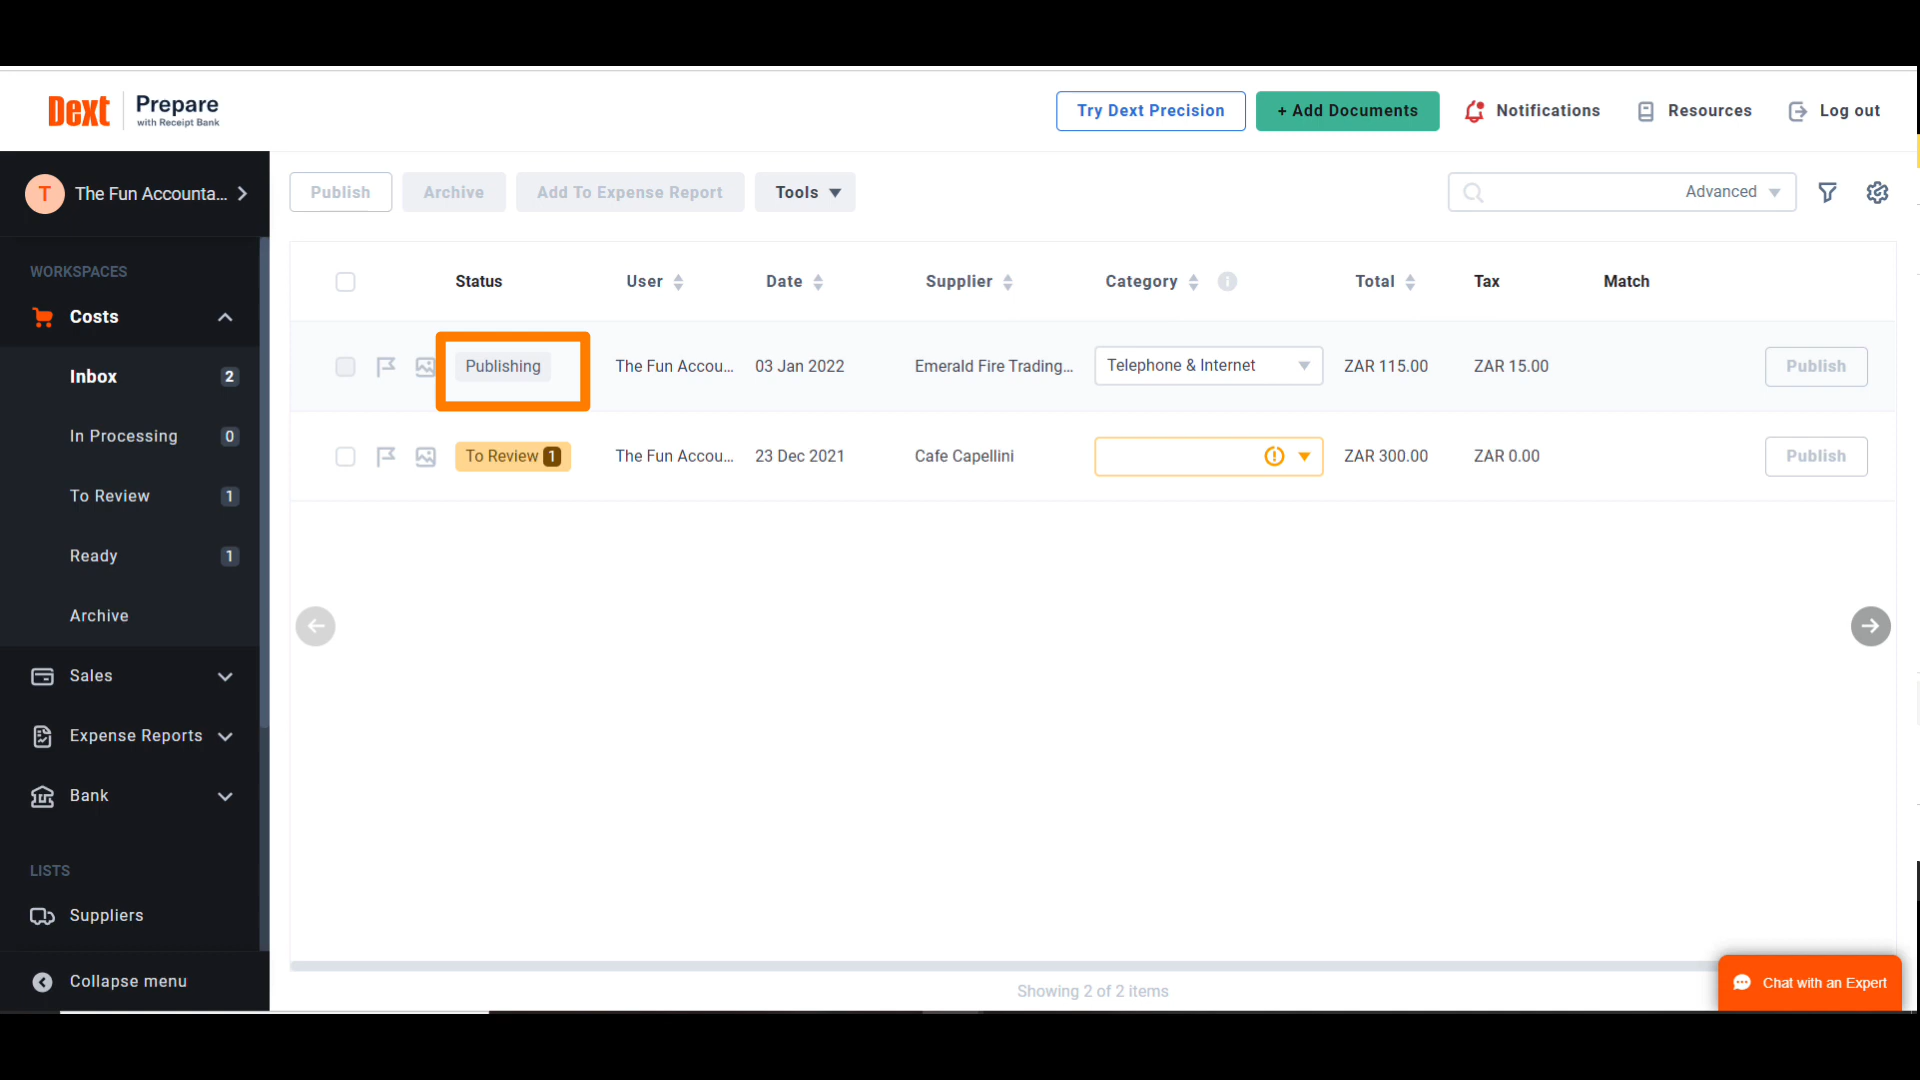 Dext Prepare
with Receipt Bank
Try Dext Precision
+ Add Documents
Notifications
Resources
Log out
T The Fun Accounta...
WORKSPACES
Costs
Inbox 2
In Processing 0
To Review 1
Ready 1
Archive
Sales
Expense Reports
Bank
LISTS
Suppliers
Collapse menu
Publish Archive Add To Expense Report Tools
Advanced
Status User Date Supplier Category i Total Tax Match
Publishing The Fun Accou... 03 Jan 2022 Emerald Fire Trading... Telephone & Internet ZAR 115.00 ZAR 15.00 Publish
To Review 1 The Fun Accou... 23 Dec 2021 Cafe Capellini ZAR 300.00 ZAR 0.00 Publish
Showing 2 of 2 items
Chat with an Expert